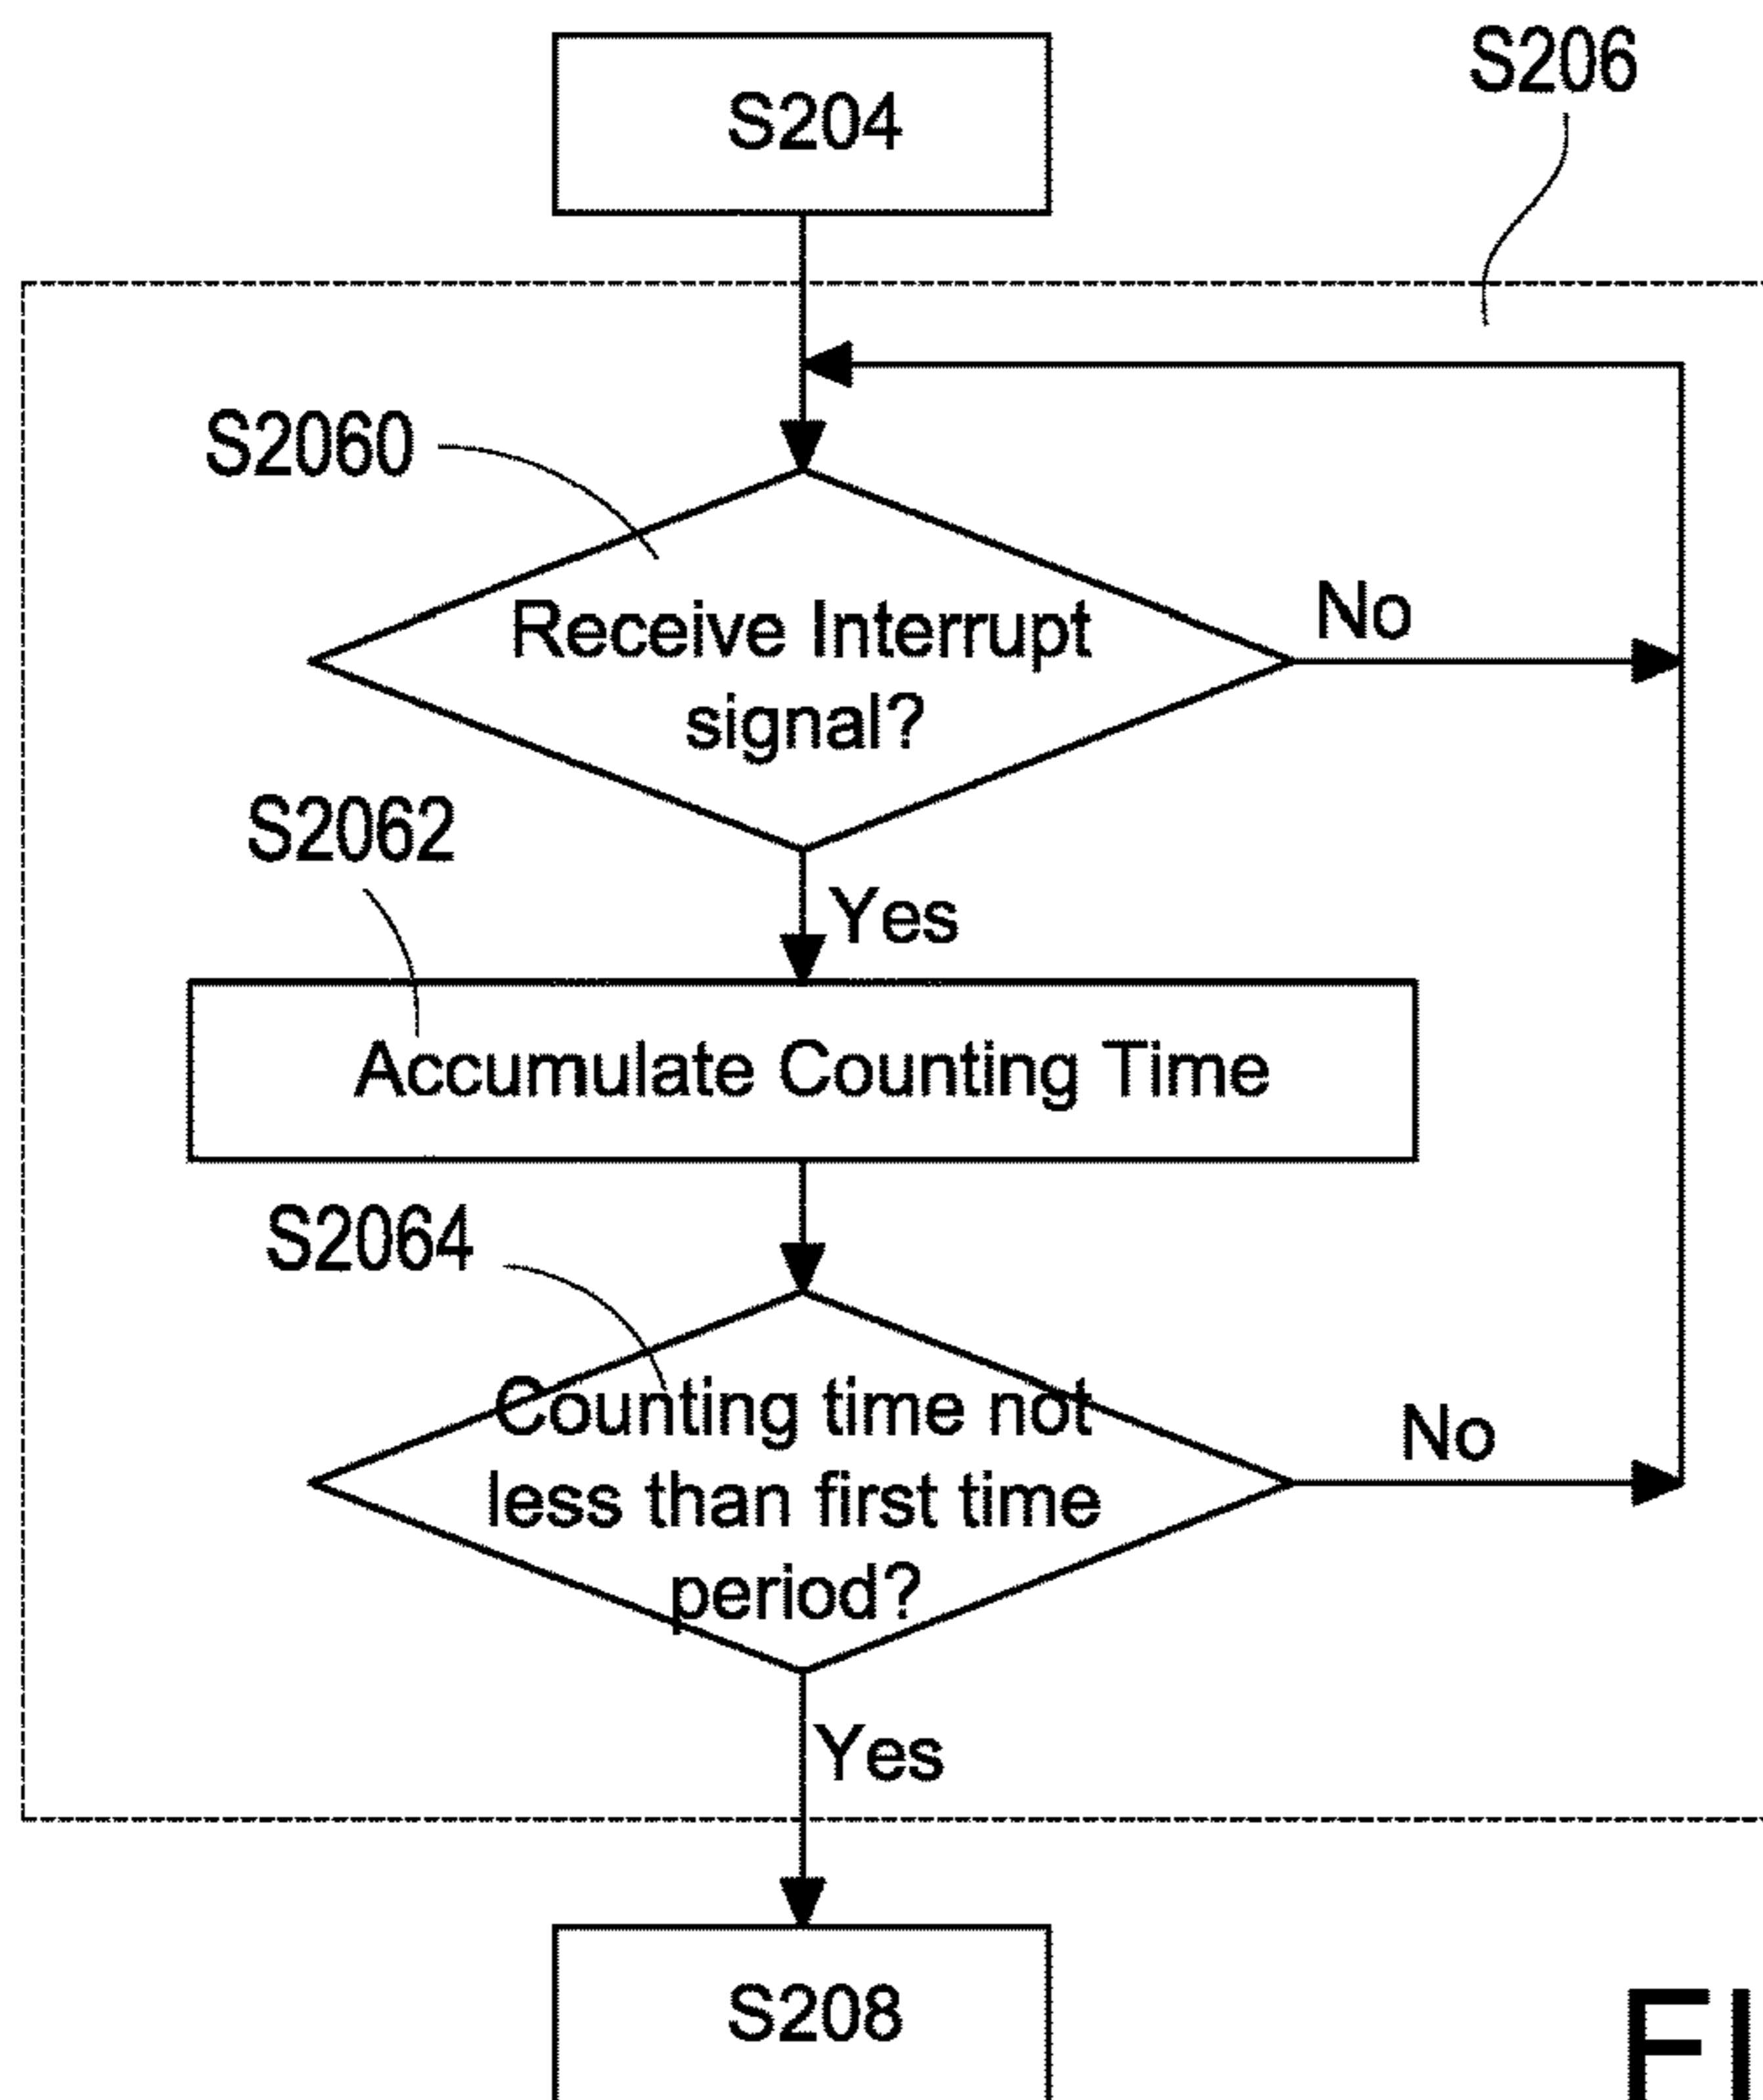 S204
S206
S2060
Receive Interrupt
signal?
No
S2062
Yes
Accumulate Counting Time
S2064
Counting time not
less than first time
period?
No
Yes
S208